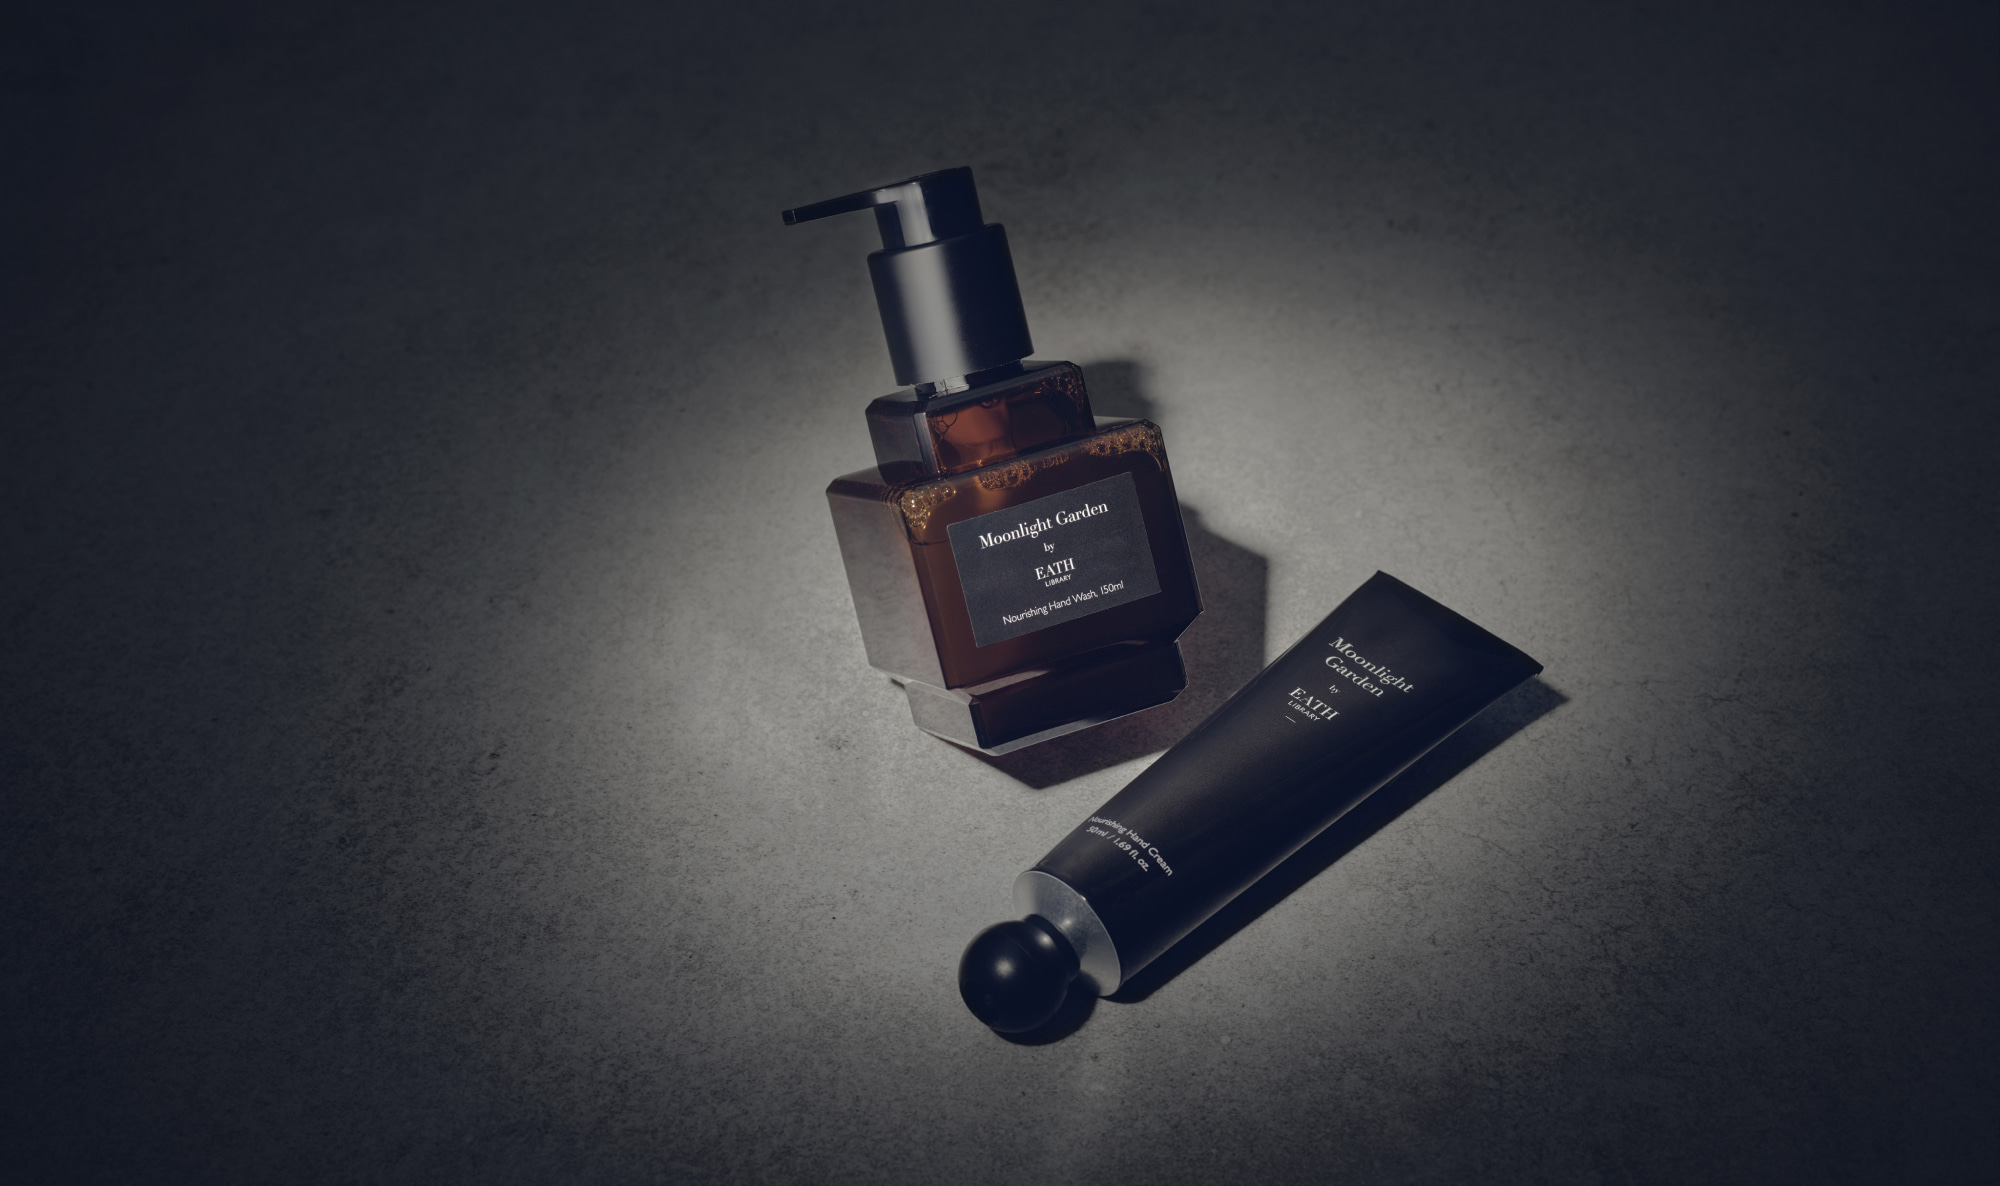 Moonlight Garden
by
EATH
LIBRARY
Nourishing Hand Wash, 150ml
Moonlight
Garden
by
EATH
LIBRARY
Nourishing Hand Cream
50ml / 1.69 fl. oz.